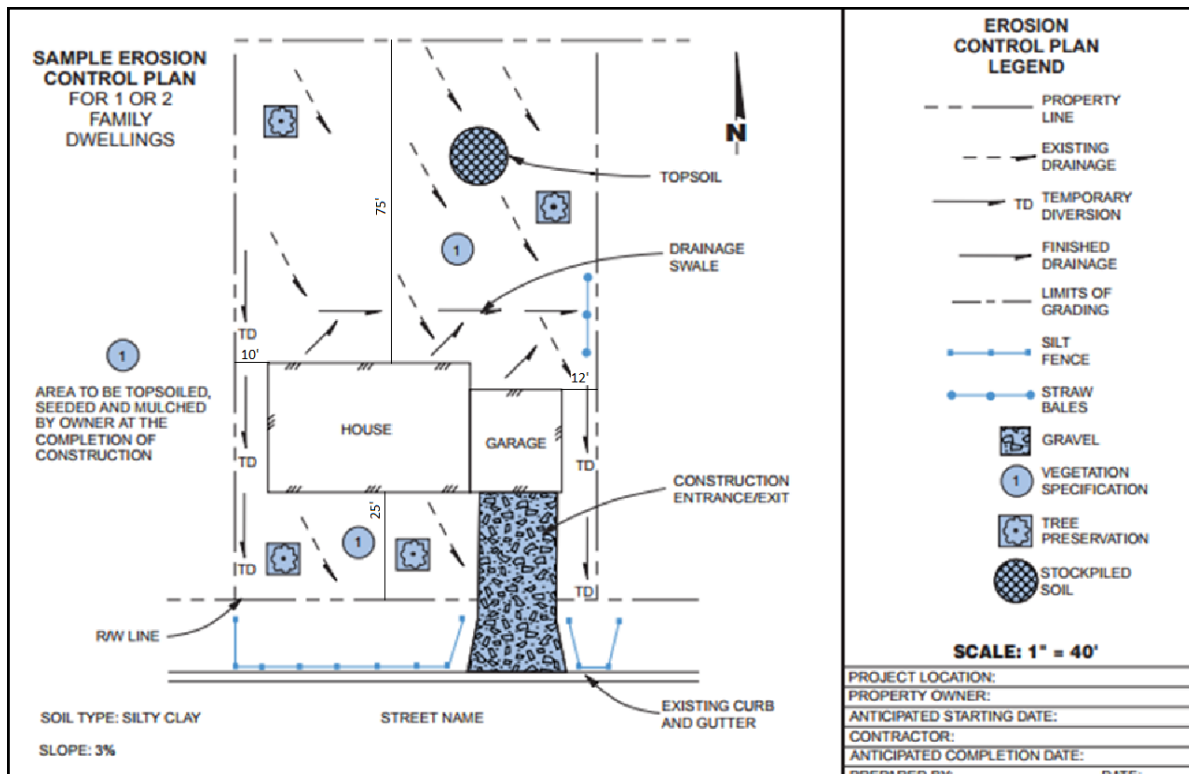 SAMPLE EROSION
CONTROL PLAN
FOR 1 OR 2
FAMILY
DWELLINGS
75'
N
TOPSOIL
1
DRAINAGE
SWALE
TD
10'
12'
1
AREA TO BE TOPSOILED,
SEEDED AND MULCHED
BY OWNER AT THE
COMPLETION OF
CONSTRUCTION
HOUSE
GARAGE
TD
TD
CONSTRUCTION
ENTRANCE/EXIT
25'
1
TD
TD
R/W LINE
EXISTING CURB
AND GUTTER
SOIL TYPE: SILTY CLAY
STREET NAME
SLOPE: 3%
EROSION
CONTROL PLAN
LEGEND
PROPERTY
LINE
EXISTING
DRAINAGE
TD TEMPORARY
DIVERSION
FINISHED
DRAINAGE
LIMITS OF
GRADING
SILT
FENCE
STRAW
BALES
GRAVEL
1 VEGETATION
SPECIFICATION
TREE
PRESERVATION
STOCKPILED
SOIL
SCALE: 1" = 40'
PROJECT LOCATION:
PROPERTY OWNER:
ANTICIPATED STARTING DATE:
CONTRACTOR:
ANTICIPATED COMPLETION DATE:
PREPARED BY: DATE: